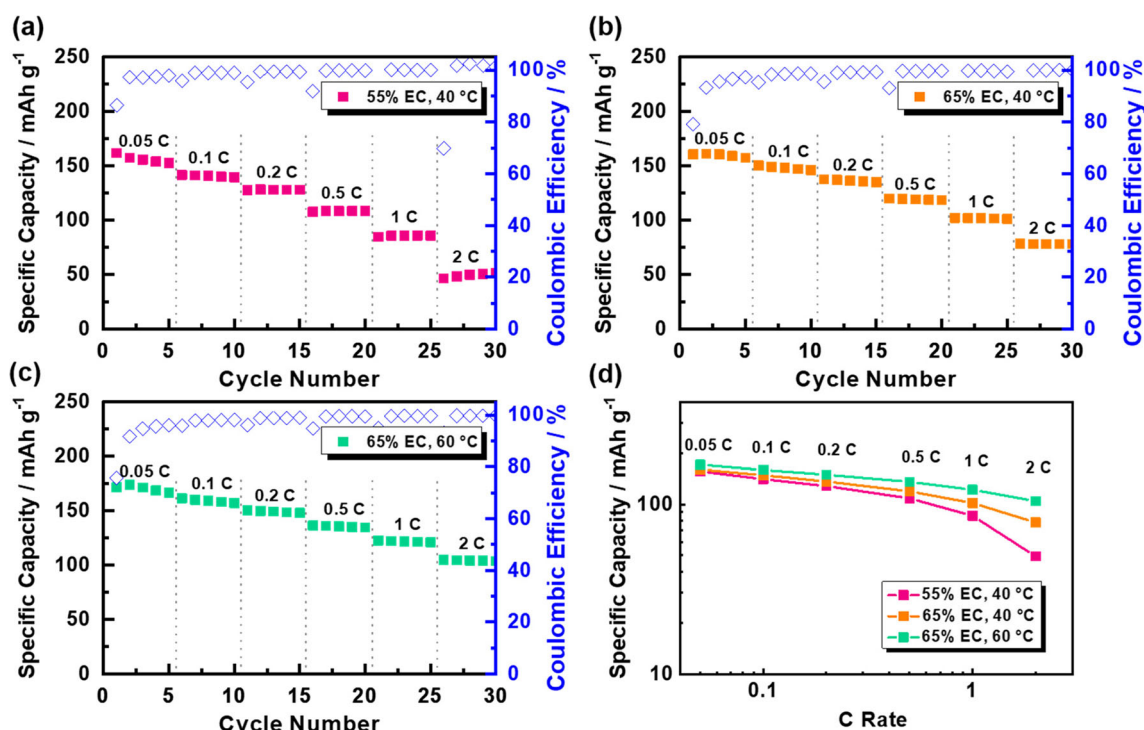 (a)
250
200
150
100
50
0
Specific Capacity / mAh g⁻¹
55% EC, 40 °C
0.05 C
0.1 C
0.2 C
0.5 C
1 C
2 C
100
80
60
40
20
0
Coulombic Efficiency / %
0 5 10 15 20 25 30
Cycle Number
(b)
250
200
150
100
50
0
Specific Capacity / mAh g⁻¹
65% EC, 40 °C
0.05 C
0.1 C
0.2 C
0.5 C
1 C
2 C
100
80
60
40
20
0
Coulombic Efficiency / %
0 5 10 15 20 25 30
Cycle Number
(c)
250
200
150
100
50
0
Specific Capacity / mAh g⁻¹
65% EC, 60 °C
0.05 C
0.1 C
0.2 C
0.5 C
1 C
2 C
100
80
60
40
20
0
Coulombic Efficiency / %
0 5 10 15 20 25 30
Cycle Number
(d)
Specific Capacity / mAh g⁻¹
100
10
0.05 C
0.1 C
0.2 C
0.5 C
1 C
2 C
55% EC, 40 °C
65% EC, 40 °C
65% EC, 60 °C
0.1 1
C Rate